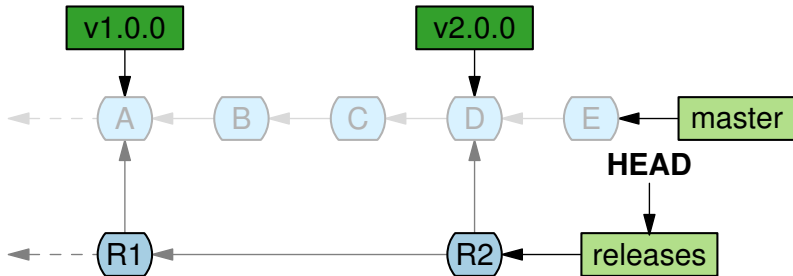 v1.0.0 v2.0.0
A B C D E master
HEAD
R1 R2 releases